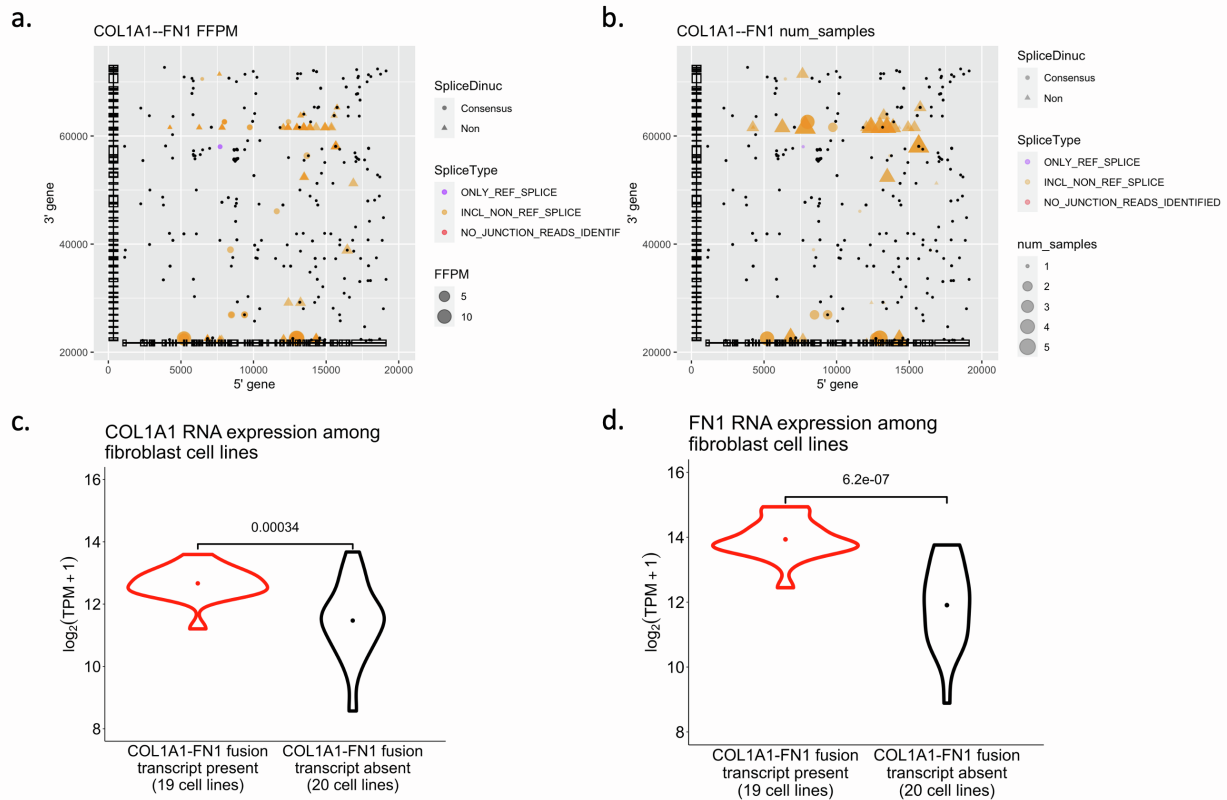 a.
COL1A1--FN1 FFPM
3' gene
60000
40000
20000
0
5000
10000
15000
20000
5' gene
SpliceDinuc
Consensus
Non
SpliceType
ONLY_REF_SPLICE
INCL_NON_REF_SPLICE
NO_JUNCTION_READS_IDENTIF
FFPM
5
10
b.
COL1A1--FN1 num_samples
3' gene
60000
40000
20000
0
5000
10000
15000
20000
5' gene
SpliceDinuc
Consensus
Non
SpliceType
ONLY_REF_SPLICE
INCL_NON_REF_SPLICE
NO_JUNCTION_READS_IDENTIFIED
num_samples
1
2
3
4
5
c.
COL1A1 RNA expression among
fibroblast cell lines
log₂(TPM + 1)
16
14
12
10
8
0.00034
COL1A1-FN1 fusion
transcript present
(19 cell lines)
COL1A1-FN1 fusion
transcript absent
(20 cell lines)
d.
FN1 RNA expression among
fibroblast cell lines
log₂(TPM + 1)
16
14
12
10
8
6.2e-07
COL1A1-FN1 fusion
transcript present
(19 cell lines)
COL1A1-FN1 fusion
transcript absent
(20 cell lines)